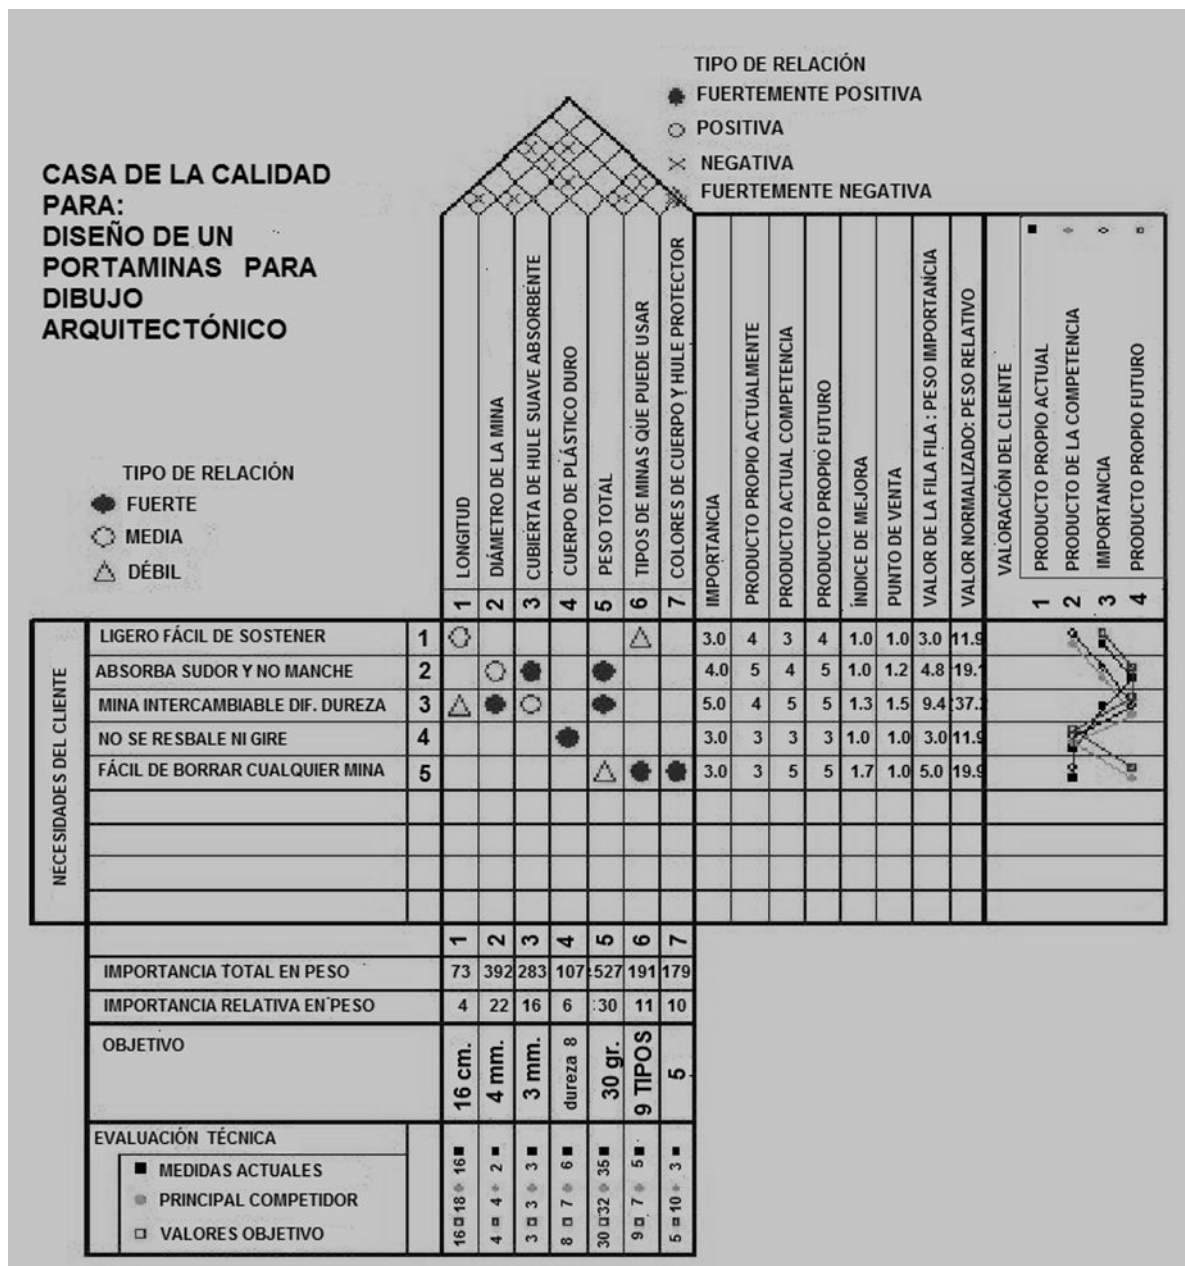 TIPO DE RELACIÓN
FUERTEMENTE POSITIVA
POSITIVA
NEGATIVA
FUERTEMENTE NEGATIVA
CASA DE LA CALIDAD
PARA:
DISEÑO DE UN
PORTAMINAS PARA
DIBUJO
ARQUITECTÓNICO
TIPO DE RELACIÓN
FUERTE
MEDIA
DÉBIL
LONGITUD
DIÁMETRO DE LA MINA
CUBIERTA DE HULE SUAVE ABSORBENTE
CUERPO DE PLÁSTICO DURO
PESO TOTAL
TIPOS DE MINAS QUE PUEDE USAR
COLORES DE CUERPO Y HULE PROTECTOR
IMPORTANCIA
PRODUCTO PROPIO ACTUALMENTE
PRODUCTO ACTUAL COMPETENCIA
PRODUCTO PROPIO FUTURO
ÍNDICE DE MEJORA
PUNTO DE VENTA
VALOR DE LA FILA FILA : PESO IMPORTANCIA
VALOR NORMALIZADO: PESO RELATIVO
VALORACIÓN DEL CLIENTE
PRODUCTO PROPIO ACTUAL
PRODUCTO DE LA COMPETENCIA
IMPORTANCIA
PRODUCTO PROPIO FUTURO
1 2 3 4 5 6 7
1 2 3 4
NECESIDADES DEL CLIENTE
LIGERO FÁCIL DE SOSTENER 1 3.0 4 3 4 1.0 1.0 3.0 11.9
ABSORBA SUDOR Y NO MANCHE 2 4.0 5 4 5 1.0 1.2 4.8 19.
MINA INTERCAMBIABLE DIF. DUREZA 3 5.0 4 5 5 1.3 1.5 9.4 37.
NO SE RESBALE NI GIRE 4 3.0 3 3 3 1.0 1.0 3.0 11.9
FÁCIL DE BORRAR CUALQUIER MINA 5 3.0 3 5 5 1.7 1.0 5.0 19.9
1 2 3 4 5 6 7
IMPORTANCIA TOTAL EN PESO 73 392 283 107 527 191 179
IMPORTANCIA RELATIVA EN PESO 4 22 16 6 30 11 10
OBJETIVO 16 cm. 4 mm. 3 mm. dureza 8 30 gr. 9 TIPOS 5
EVALUACIÓN TÉCNICA
MEDIDAS ACTUALES 16 2 3 6 35 5 3
PRINCIPAL COMPETIDOR 18 4 3 7 32 7 10
VALORES OBJETIVO 16 4 3 8 30 9 5